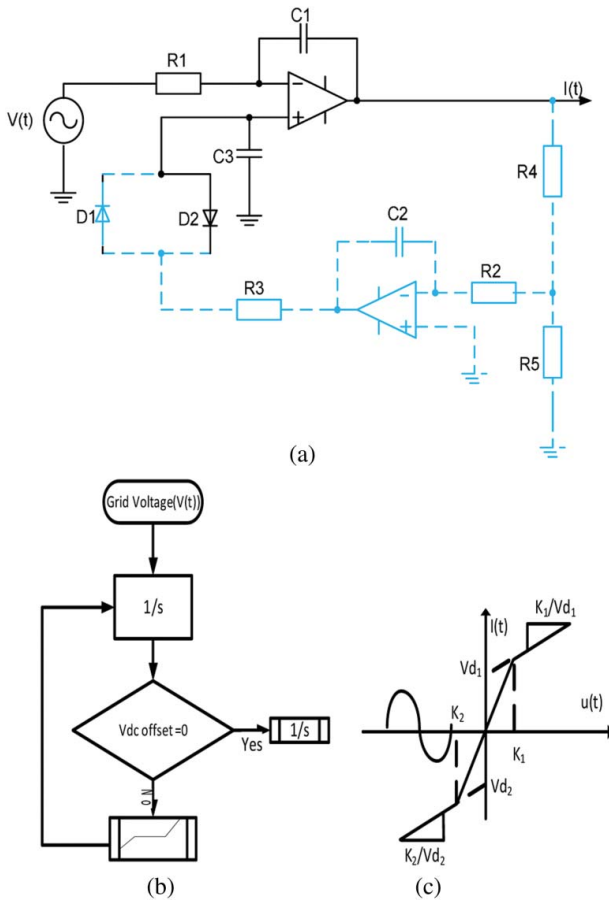 C1
R1
I(t)
V(t)
−
+
C3
R4
D1
D2
C2
R2
R3
−
+
R5
(a)
Grid Voltage(V(t))
1/s
Vdc offset =0
Yes
1/s
NO
(b)
K₁/Vd₁
I(t)
Vd₁
u(t)
K₂
K₁
Vd₂
K₂/Vd₂
(c)